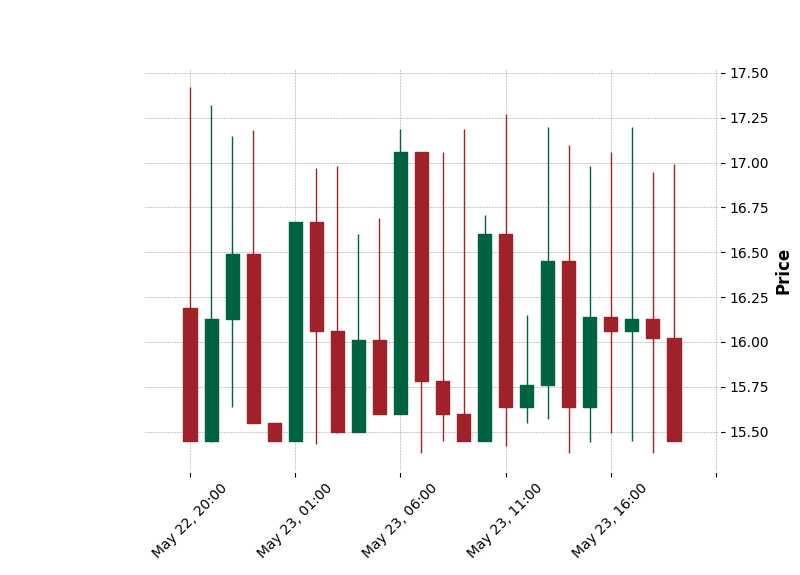 17.50
17.25
17.00
16.75
16.50
16.25
16.00
15.75
15.50
Price
May 22, 20:00
May 23, 01:00
May 23, 06:00
May 23, 11:00
May 23, 16:00